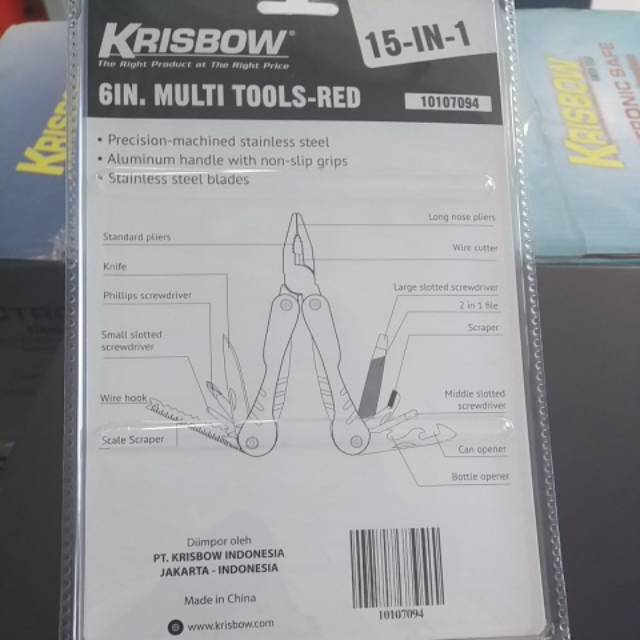 KRISBOW®
The Right Product at The Right Price
15-IN-1
6IN. MULTI TOOLS-RED
10107094
• Precision-machined stainless steel
• Aluminum handle with non-slip grips
• Stainless steel blades
Long nose pliers
Standard pliers
Wire cutter
Knife
Large slotted screwdriver
Phillips screwdriver
2 in 1 file
Scraper
Small slotted
screwdriver
Wire hook
Middle slotted
screwdriver
Scale Scraper
Can opener
Bottle opener
Diimpor oleh
PT. KRISBOW INDONESIA
JAKARTA - INDONESIA
Made in China
www.krisbow.com
10107094
KRISBOW